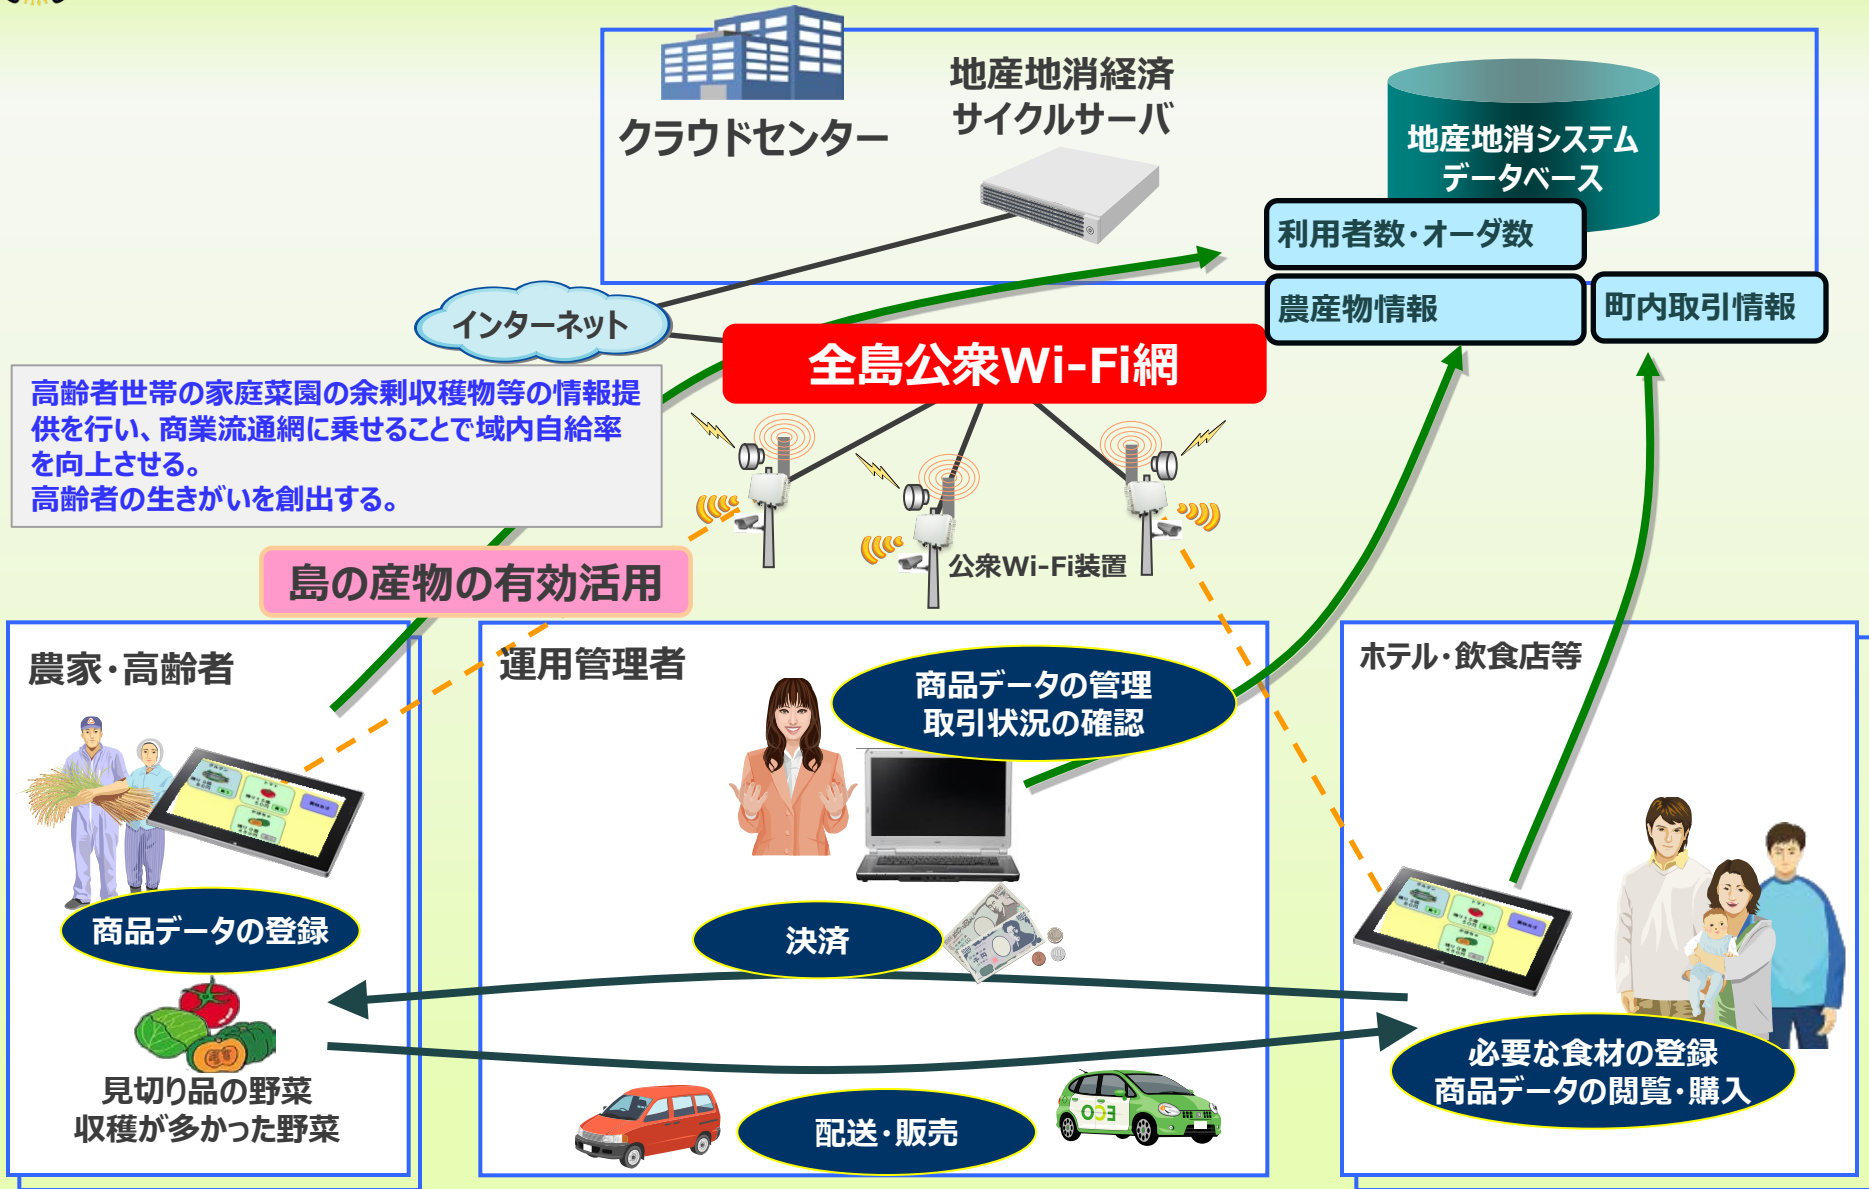 クラウドセンター
地産地消経済
サイクルサーバ
地産地消システム
データベース
利用者数・オーダ数
農産物情報
町内取引情報
インターネット
全島公衆Wi-Fi網
高齢者世帯の家庭菜園の余剰収穫物等の情報提
供を行い、商業流通網に乗せることで域内自給率
を向上させる。
高齢者の生きがいを創出する。
公衆Wi-Fi装置
島の産物の有効活用
農家・高齢者
商品データの登録
見切り品の野菜
収穫が多かった野菜
運用管理者
商品データの管理
取引状況の確認
決済
配送・販売
ECO
ホテル・飲食店等
必要な食材の登録
商品データの閲覧・購入